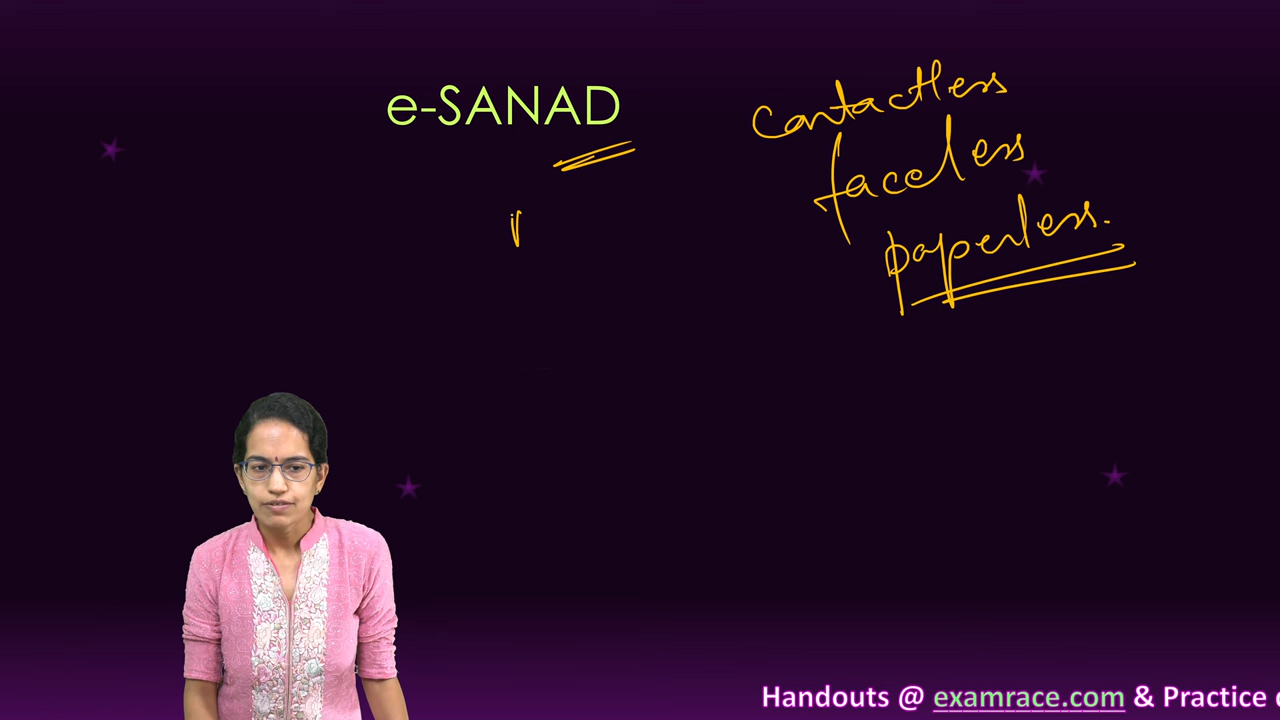 e-SANAD
contactless
faceless
paperless.
Handouts @ examrace.com & Practice